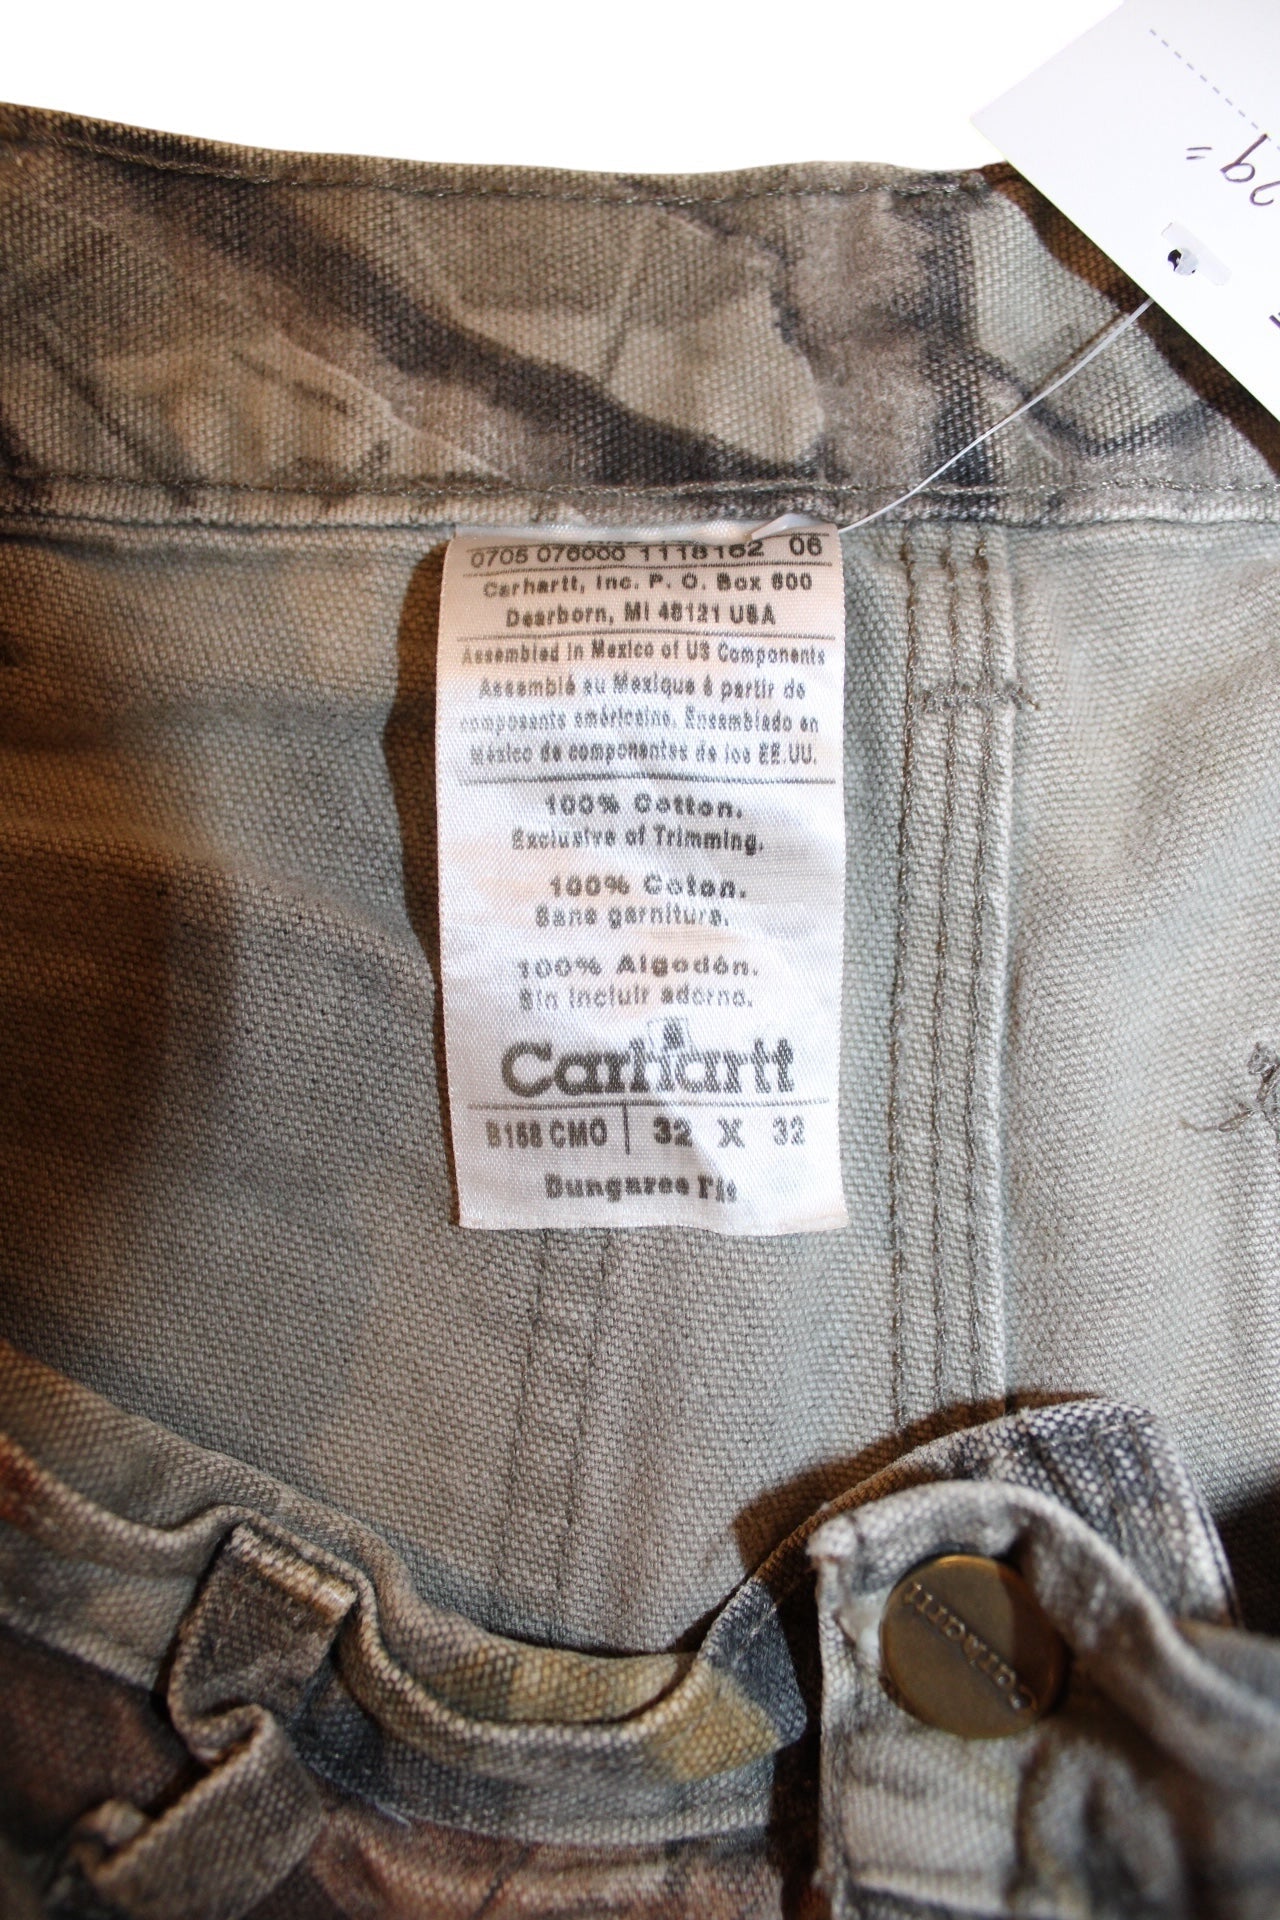 29"
0705 076000 1118162 06
Carhartt, Inc. P. O. Box 600
Dearborn, MI 48121 USA
Assembled in Mexico of US Components
Assemblé au Mexique à partir de
composants américains. Ensamblado en
México de componentes de los EE.UU.
100% Cotton.
Exclusive of Trimming.
100% Coton.
Sans garniture.
100% Algodón.
Sin incluir adorno.
Carhartt
B158 CMO | 32 X 32
Dungaree Fit
Carhartt